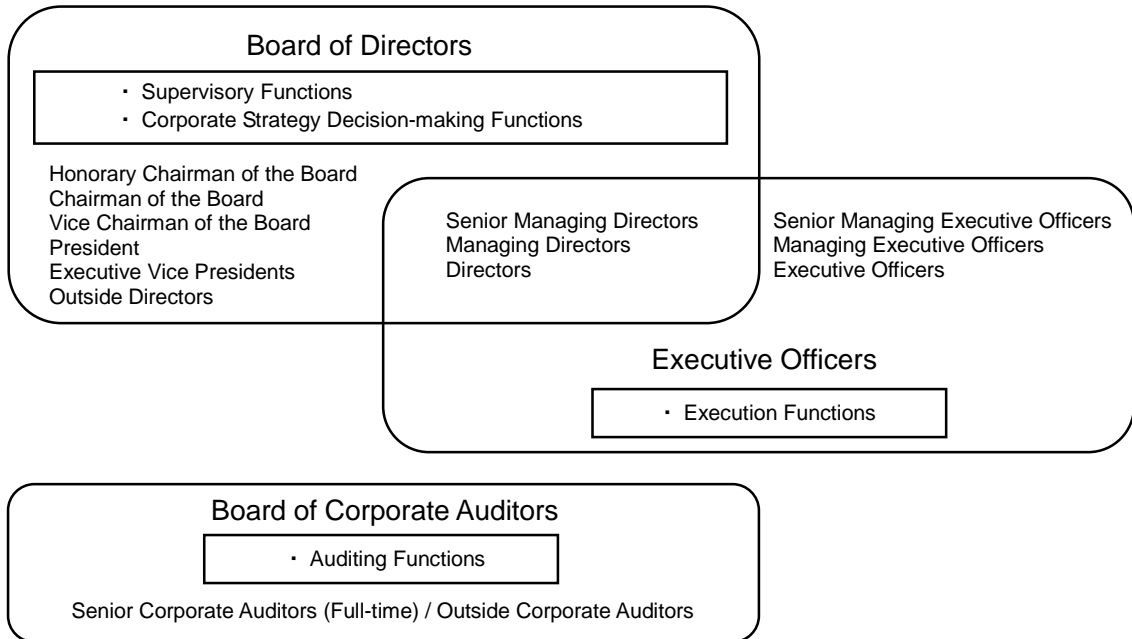 Board of Directors
・ Supervisory Functions
・ Corporate Strategy Decision-making Functions
Honorary Chairman of the Board
Chairman of the Board
Vice Chairman of the Board
President
Executive Vice Presidents
Outside Directors
Senior Managing Directors
Managing Directors
Directors
Senior Managing Executive Officers
Managing Executive Officers
Executive Officers
Executive Officers
・ Execution Functions
Board of Corporate Auditors
・ Auditing Functions
Senior Corporate Auditors (Full-time) / Outside Corporate Auditors